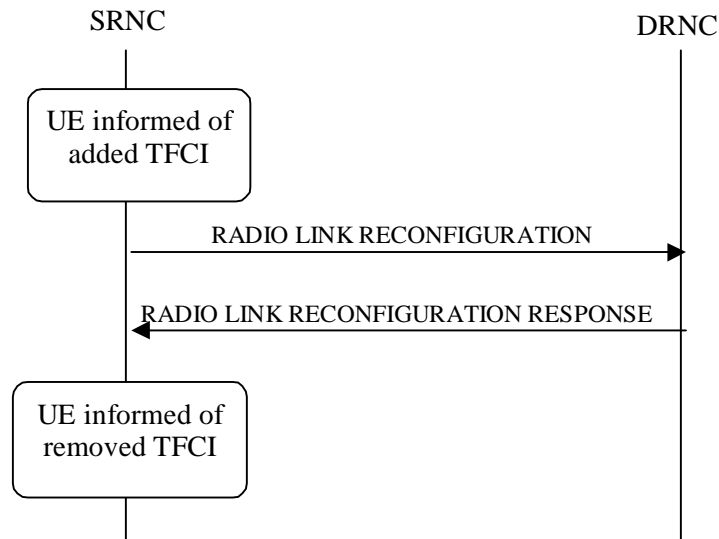 SRNC
DRNC
UE informed of
added TFCI
RADIO LINK RECONFIGURATION
RADIO LINK RECONFIGURATION RESPONSE
UE informed of
removed TFCI